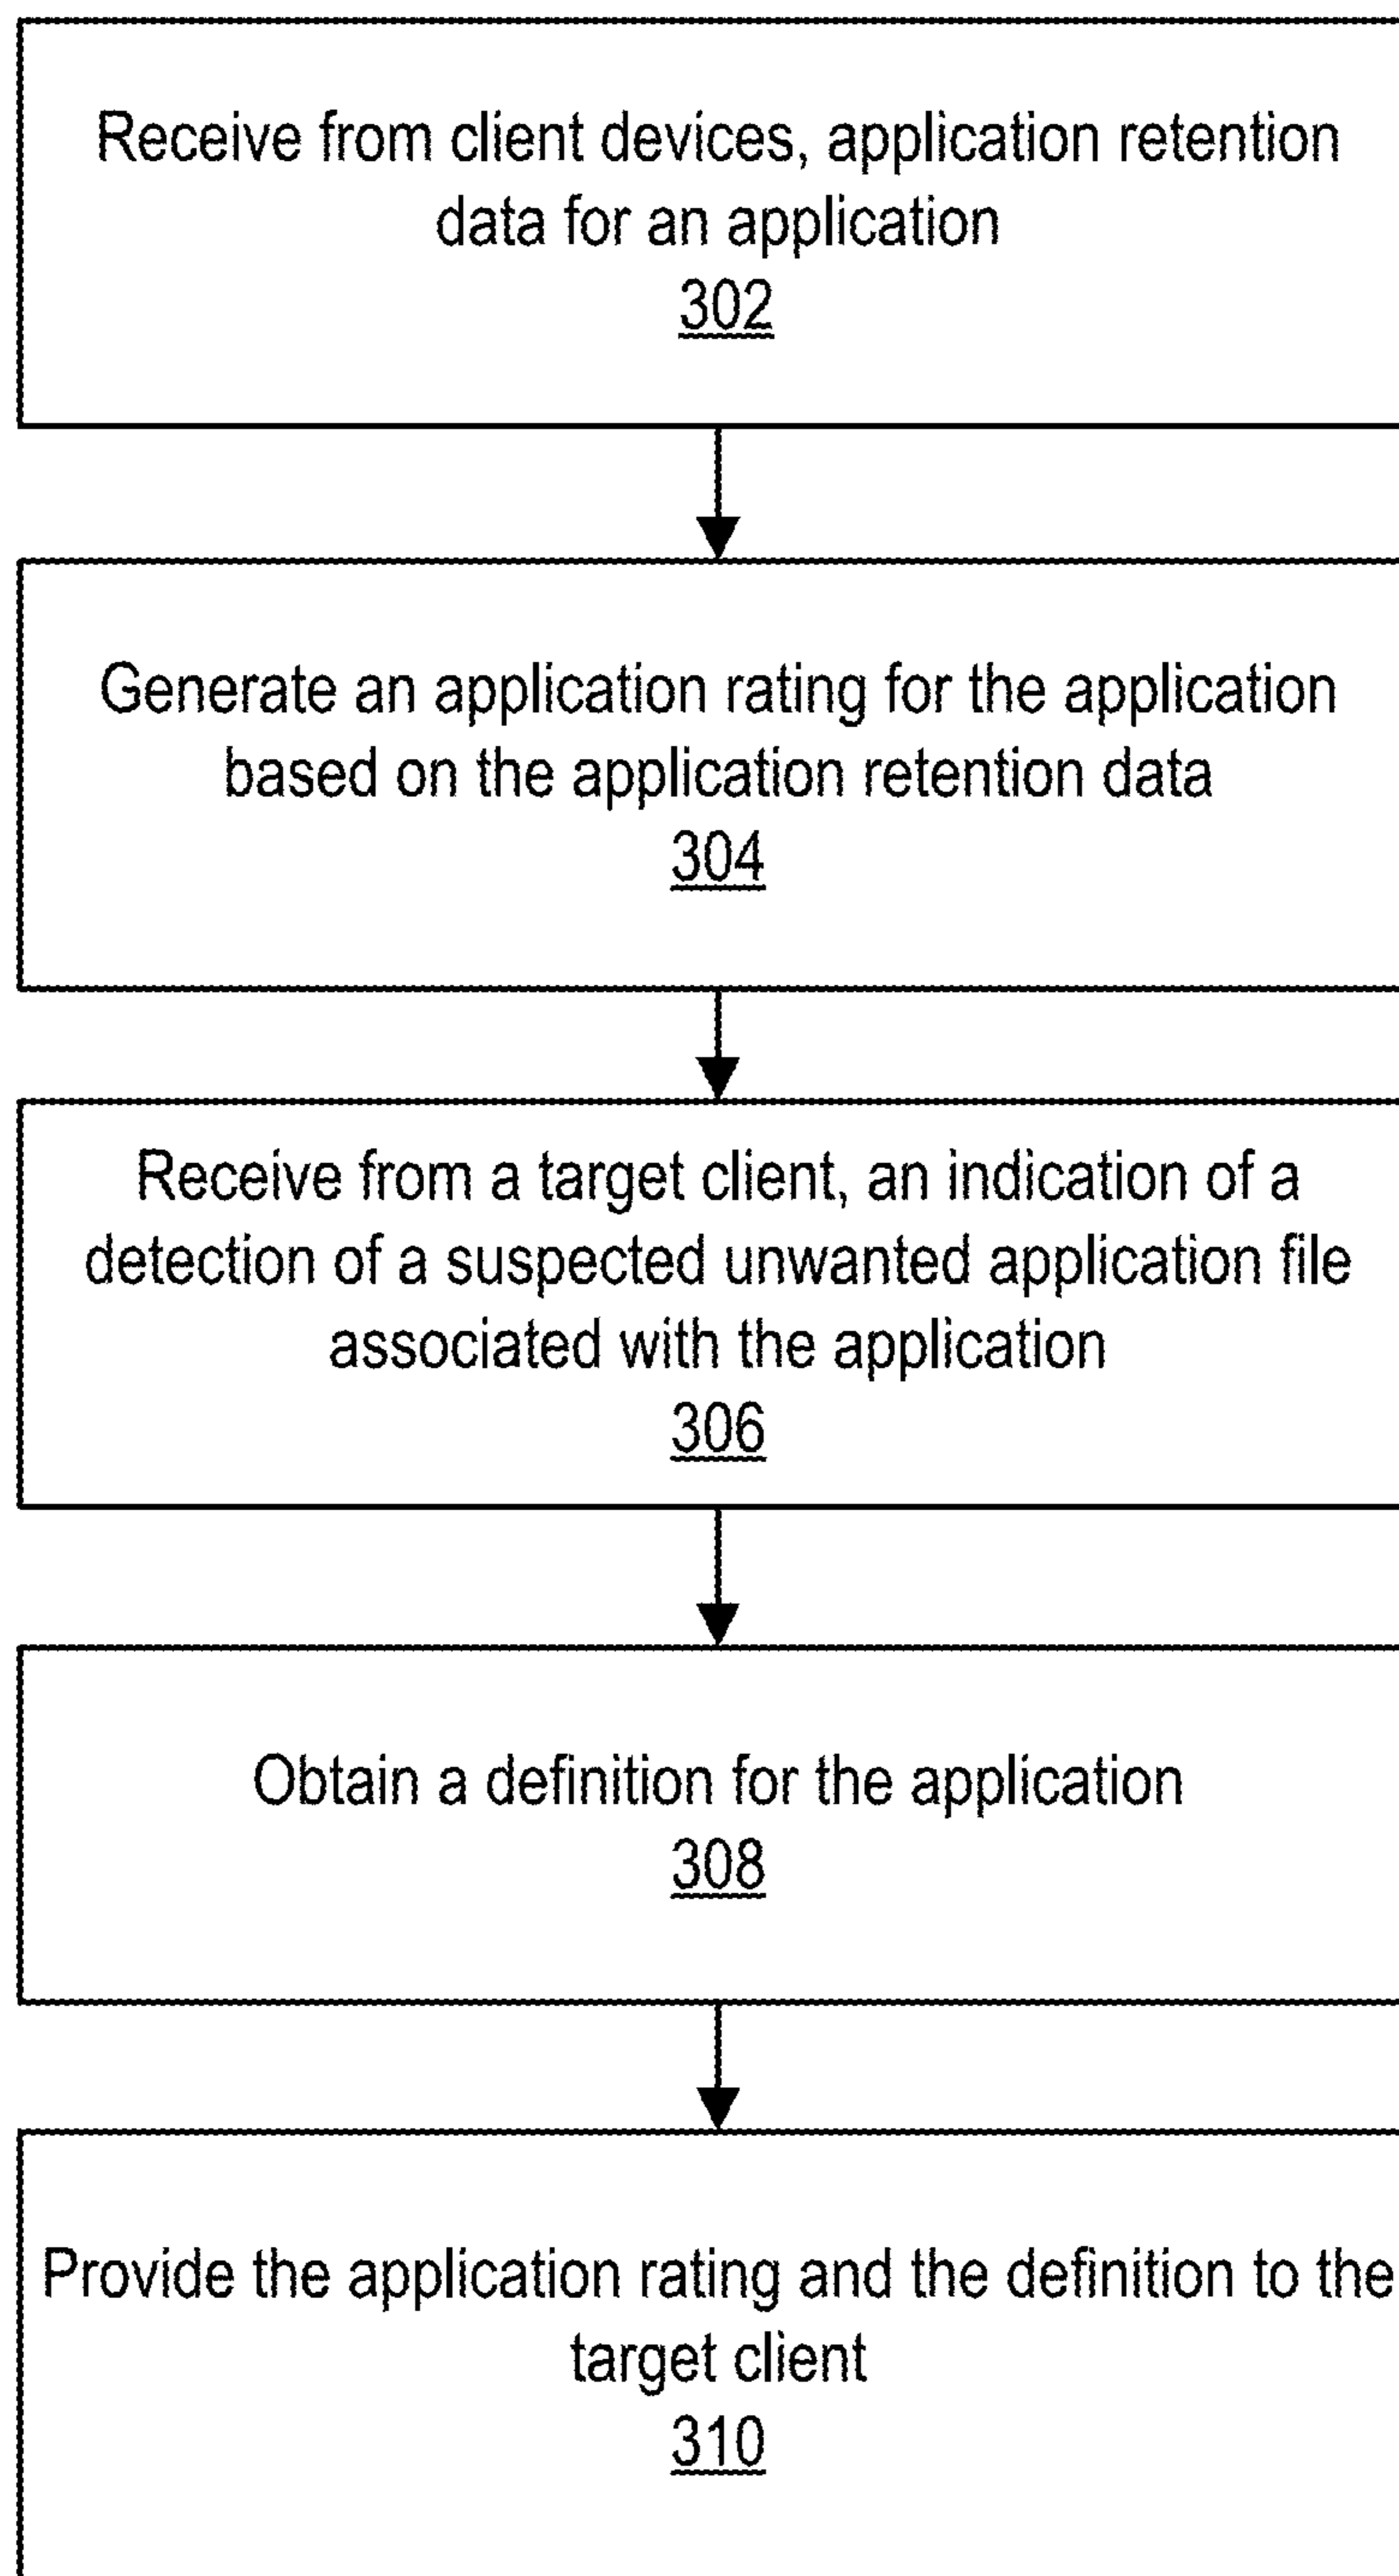 Receive from client devices, application retention
data for an application
302
Generate an application rating for the application
based on the application retention data
304
Receive from a target client, an indication of a
detection of a suspected unwanted application file
associated with the application
306
Obtain a definition for the application
308
Provide the application rating and the definition to the
target client
310